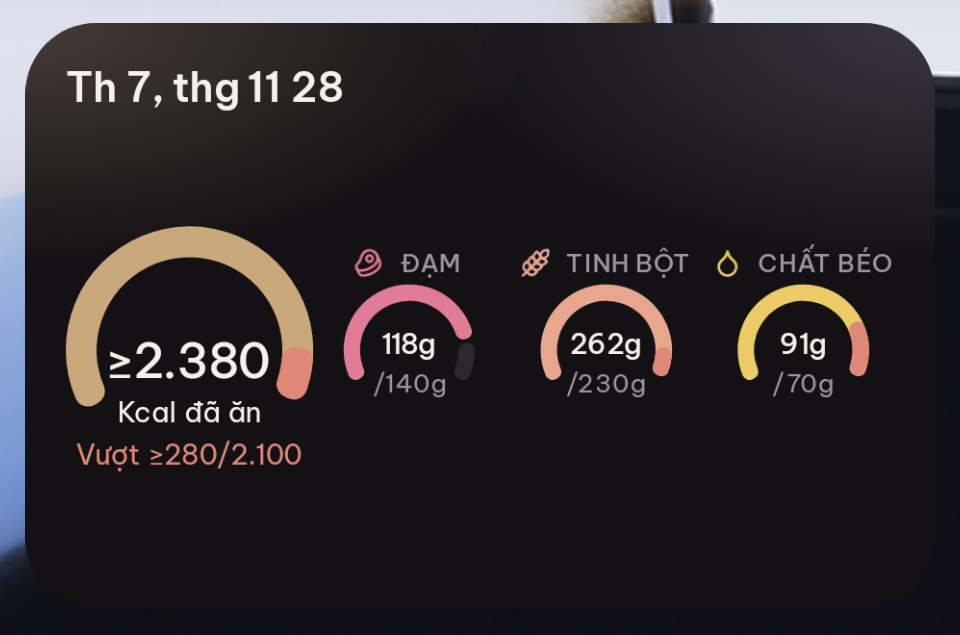 Th 7, thg 11 28
≥2.380
Kcal đã ăn
Vượt ≥280/2.100
ĐẠM
118g
/140g
TINH BỘT
262g
/230g
CHẤT BÉO
91g
/70g